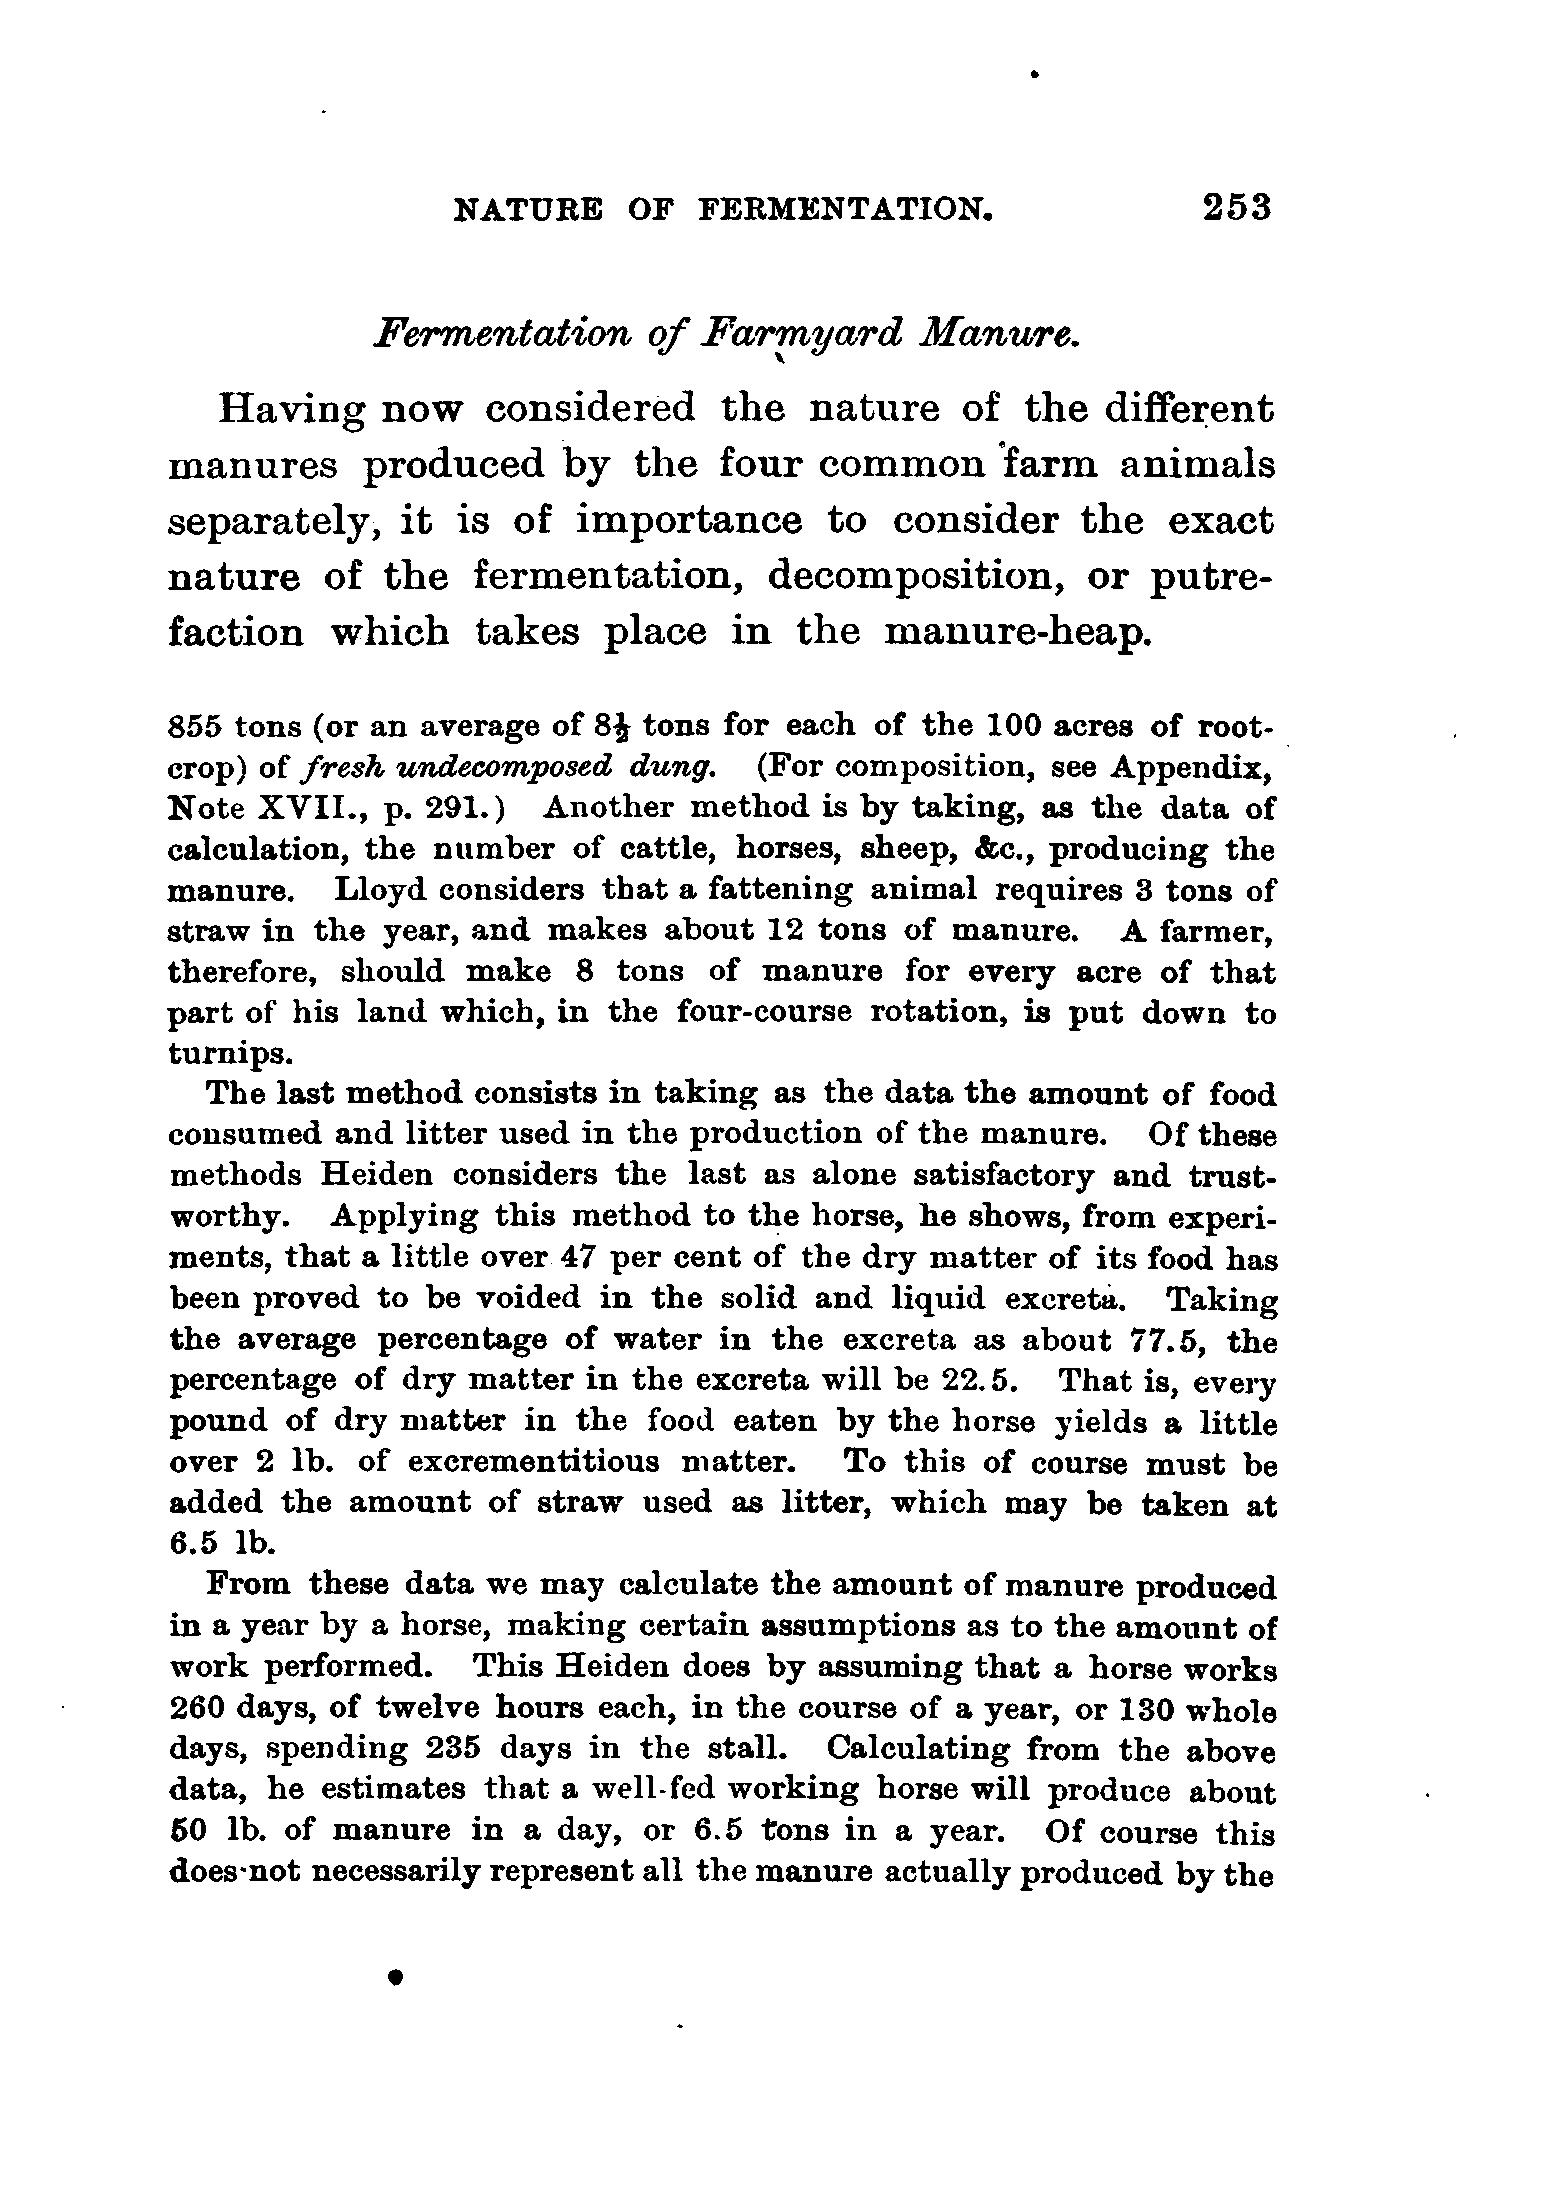 NATURE OF FERMENTATION. 253
Fermentation of Farmyard Manure.
Having now considered the nature of the different
manures produced by the four common farm animals
separately, it is of importance to consider the exact
nature of the fermentation, decomposition, or putre-
faction which takes place in the manure-heap.
855 tons (or an average of 8½ tons for each of the 100 acres of root-
crop) of fresh undecomposed dung. (For composition, see Appendix,
Note XVII., p. 291.) Another method is by taking, as the data of
calculation, the number of cattle, horses, sheep, &c., producing the
manure. Lloyd considers that a fattening animal requires 3 tons of
straw in the year, and makes about 12 tons of manure. A farmer,
therefore, should make 8 tons of manure for every acre of that
part of his land which, in the four-course rotation, is put down to
turnips.
The last method consists in taking as the data the amount of food
consumed and litter used in the production of the manure. Of these
methods Heiden considers the last as alone satisfactory and trust-
worthy. Applying this method to the horse, he shows, from experi-
ments, that a little over 47 per cent of the dry matter of its food has
been proved to be voided in the solid and liquid excreta. Taking
the average percentage of water in the excreta as about 77.5, the
percentage of dry matter in the excreta will be 22.5. That is, every
pound of dry matter in the food eaten by the horse yields a little
over 2 lb. of excrementitious matter. To this of course must be
added the amount of straw used as litter, which may be taken at
6.5 lb.
From these data we may calculate the amount of manure produced
in a year by a horse, making certain assumptions as to the amount of
work performed. This Heiden does by assuming that a horse works
260 days, of twelve hours each, in the course of a year, or 130 whole
days, spending 235 days in the stall. Calculating from the above
data, he estimates that a well-fed working horse will produce about
50 lb. of manure in a day, or 6.5 tons in a year. Of course this
does not necessarily represent all the manure actually produced by the